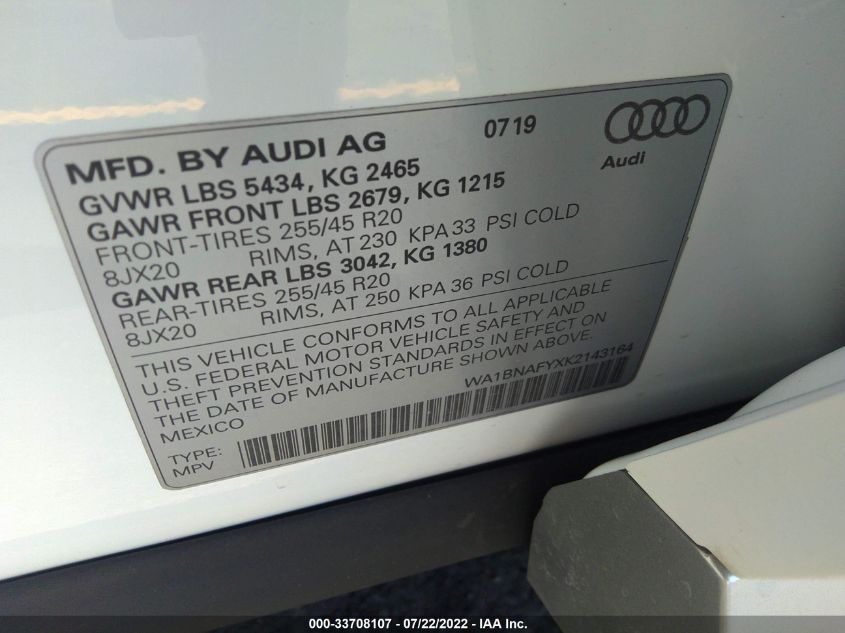 MFD. BY AUDI AG 0719
Audi
GVWR LBS 5434, KG 2465
GAWR FRONT LBS 2679, KG 1215
FRONT-TIRES 255/45 R20
8JX20 RIMS, AT 230 KPA 33 PSI COLD
GAWR REAR LBS 3042, KG 1380
REAR-TIRES 255/45 R20
8JX20 RIMS, AT 250 KPA 36 PSI COLD
THIS VEHICLE CONFORMS TO ALL APPLICABLE
U.S. FEDERAL MOTOR VEHICLE SAFETY AND
THEFT PREVENTION STANDARDS IN EFFECT ON
THE DATE OF MANUFACTURE SHOWN ABOVE.
MEXICO WA1BNAFYXK2143164
TYPE:
MPV
000-33708107 - 07/22/2022 - IAA Inc.